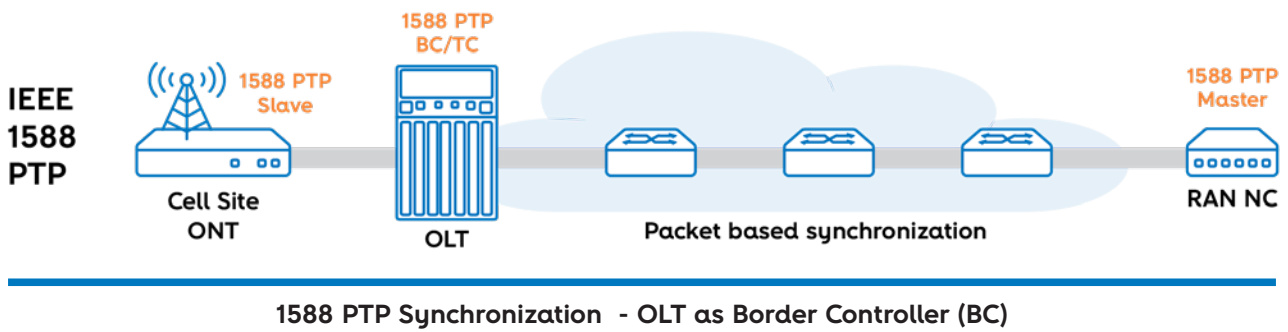 IEEE
1588
PTP
1588 PTP
Slave
Cell Site
ONT
1588 PTP
BC/TC
OLT
Packet based synchronization
1588 PTP
Master
RAN NC
1588 PTP Synchronization - OLT as Border Controller (BC)